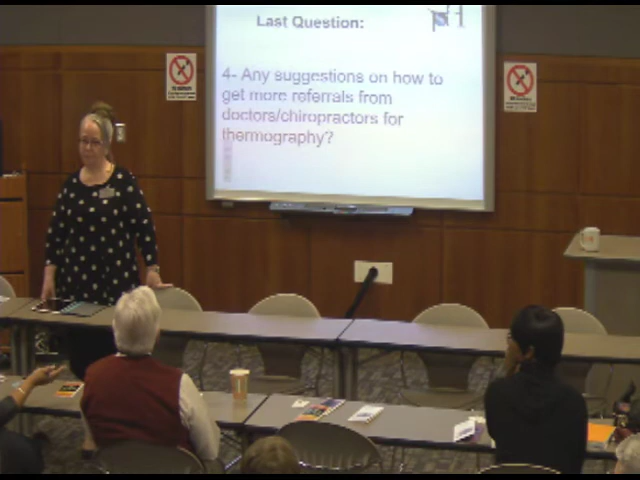 Last Question:
4- Any suggestions on how to
get more referrals from
doctors/chiropractors for
thermography?